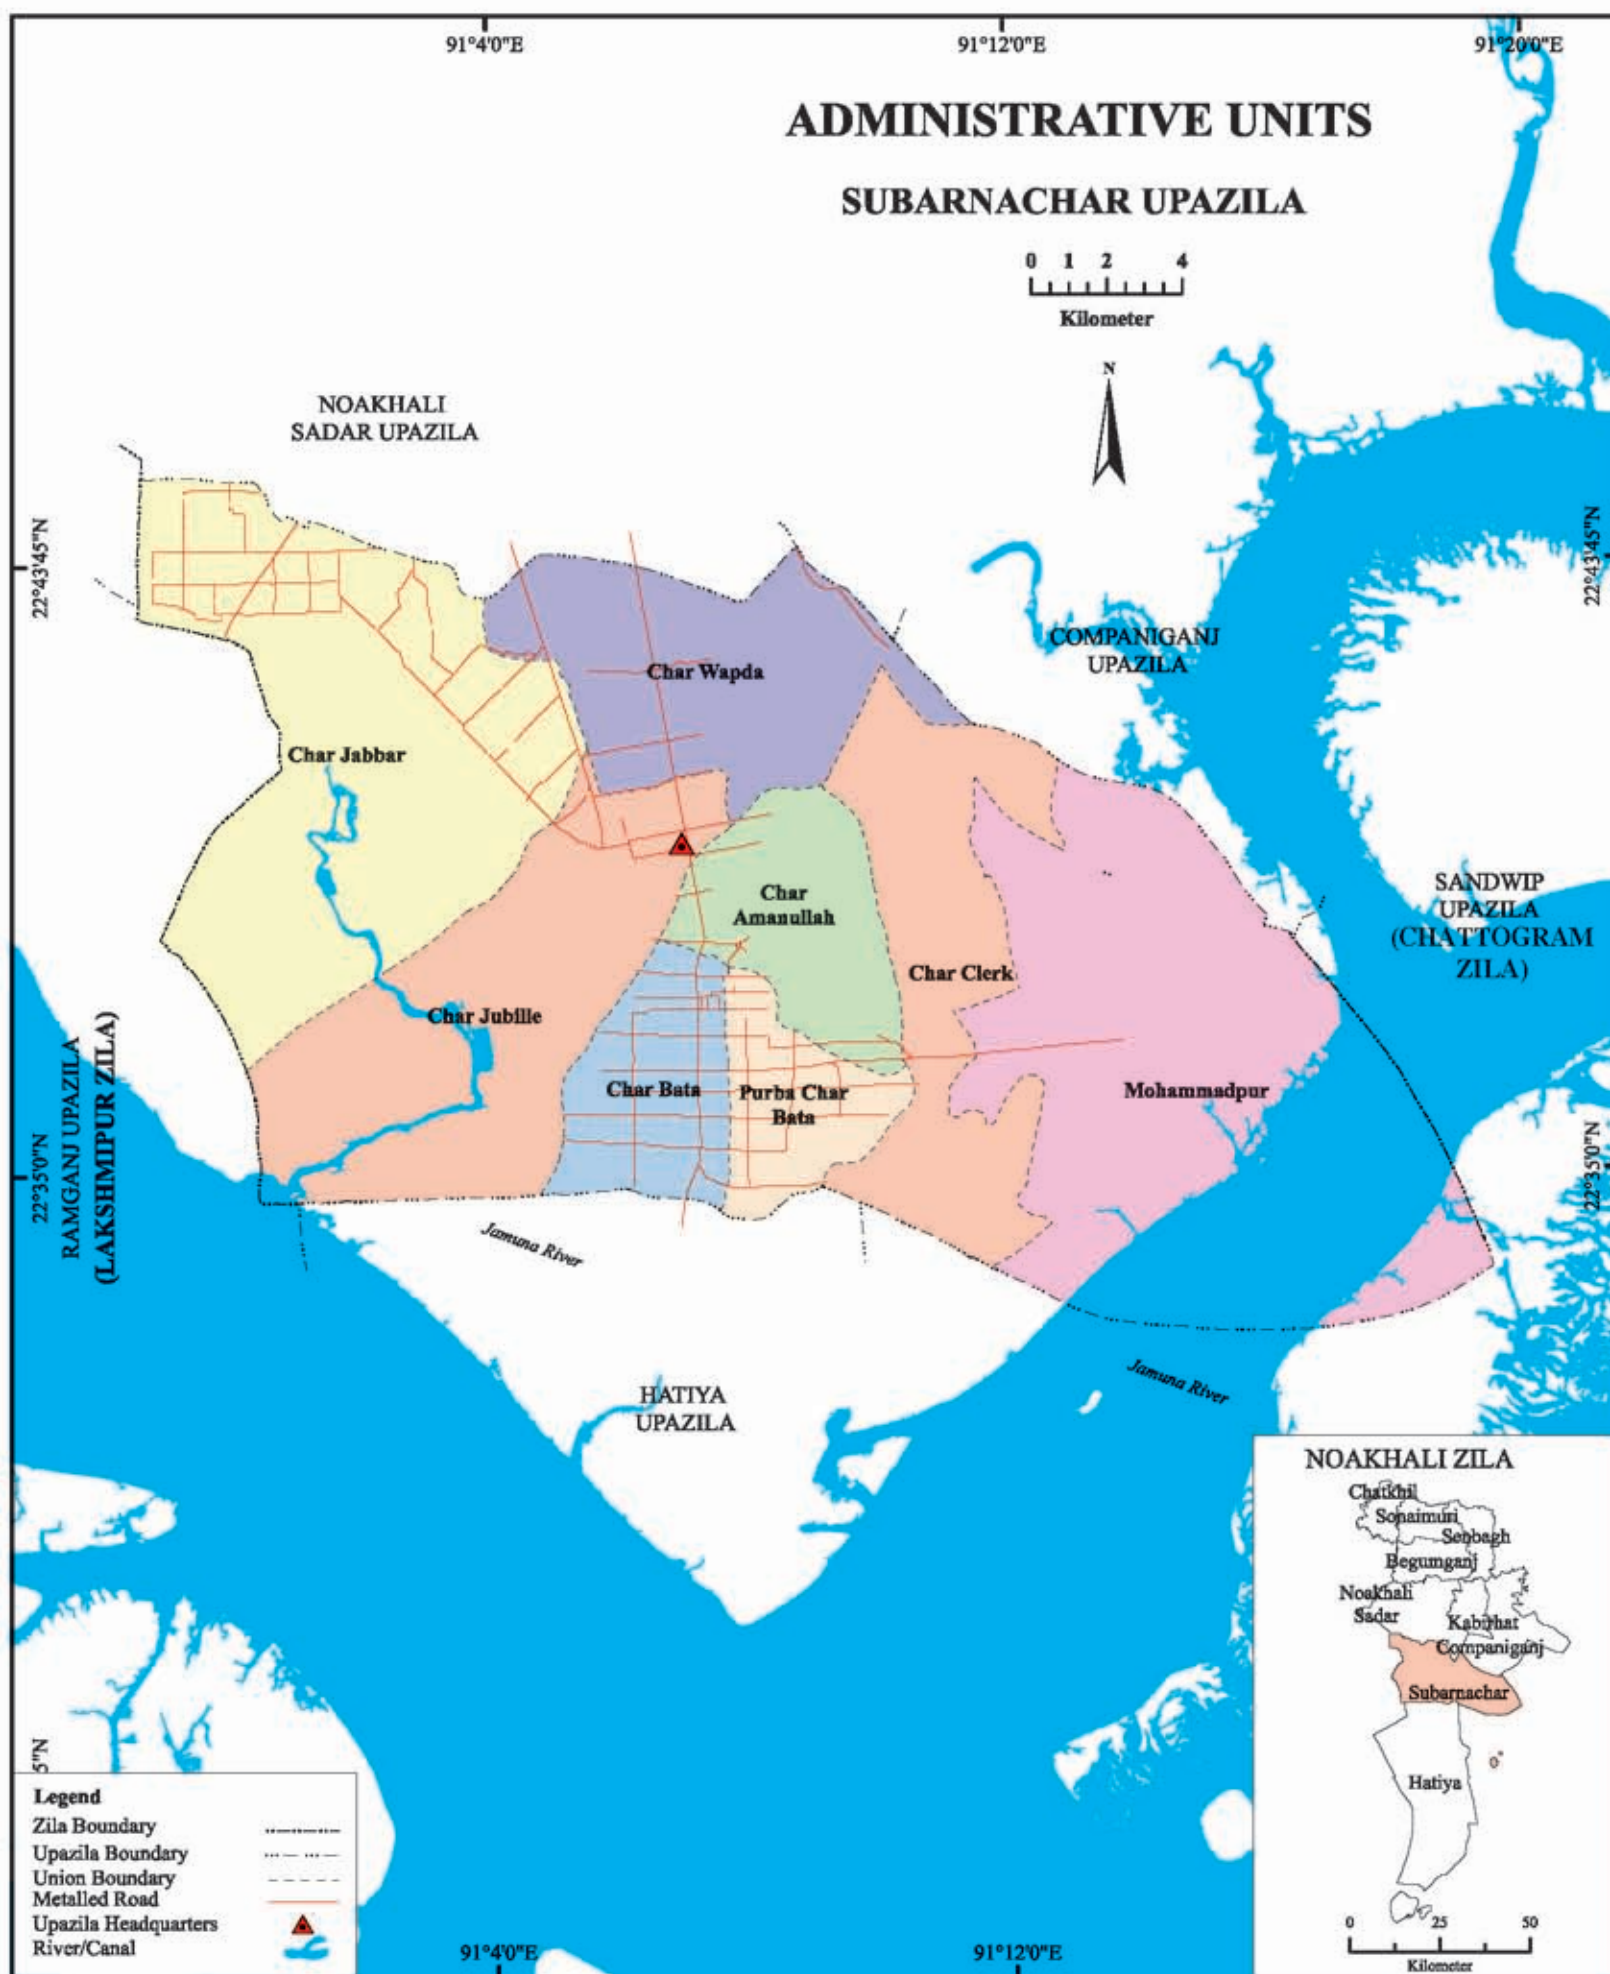 91°4'0"E
91°12'0"E
91°20'0"E
ADMINISTRATIVE UNITS
SUBARNACHAR UPAZILA
0 1 2 4
Kilometer
N
NOAKHALI
SADAR UPAZILA
22°43'45"N
22°43'45"N
COMPANIGANJ
UPAZILA
Char Wapda
Char Jabbar
SANDWIP
UPAZILA
(CHATTOGRAM
ZILA)
Char
Amanullah
Char Clerk
Char Jubille
Char Bata
Purba Char
Bata
Mohammadpur
RAMGANJ UPAZILA
(LAKSHMIPUR ZILA)
22°35'0"N
22°35'0"N
Jamuna River
Jamuna River
HATIYA
UPAZILA
NOAKHALI ZILA
Chatkhil
Sonaimuri
Senbagh
Begumganj
Noakhali
Sadar
Kabirhat
Companiganj
Subarnachar
Hatiya
0 25 50
Kilometer
5"N
Legend
Zila Boundary
Upazila Boundary
Union Boundary
Metalled Road
Upazila Headquarters
River/Canal
91°4'0"E
91°12'0"E